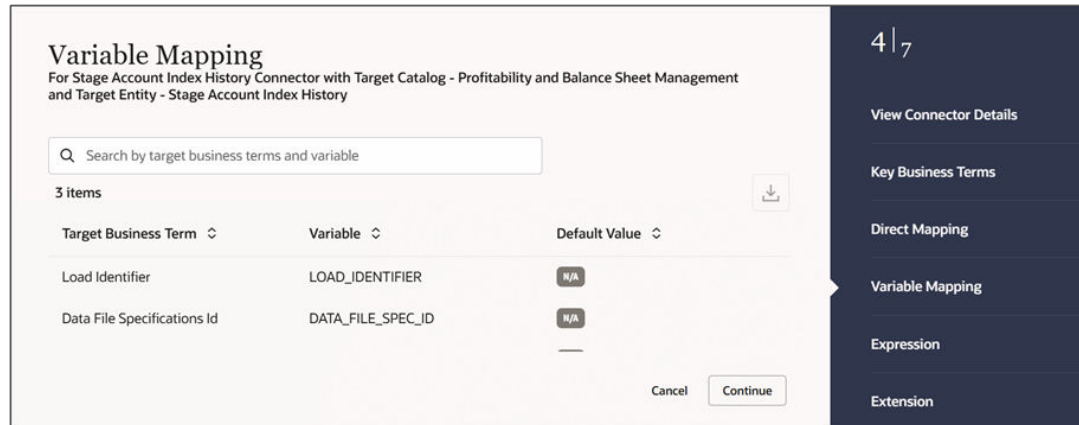 Variable Mapping
For Stage Account Index History Connector with Target Catalog - Profitability and Balance Sheet Management
and Target Entity - Stage Account Index History
Search by target business terms and variable
3 items
Target Business Term Variable Default Value
Load Identifier LOAD_IDENTIFIER N/A
Data File Specifications Id DATA_FILE_SPEC_ID N/A
Cancel Continue
4|7
View Connector Details
Key Business Terms
Direct Mapping
Variable Mapping
Expression
Extension